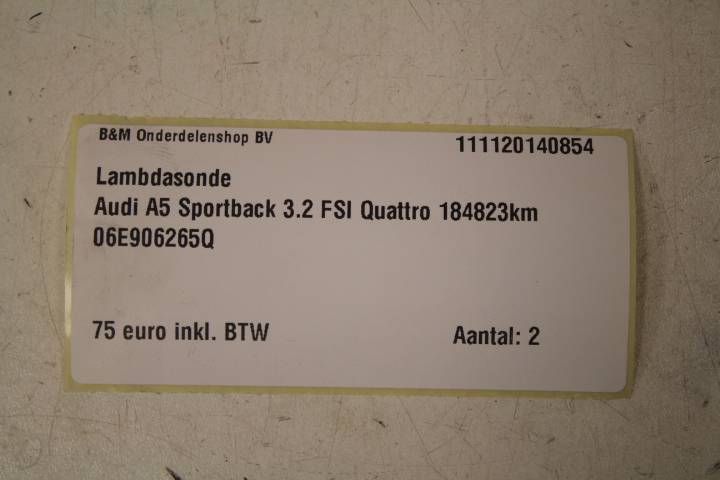 B&M Onderdelenshop BV 111120140854
Lambdasonde
Audi A5 Sportback 3.2 FSI Quattro 184823km
06E906265Q
75 euro inkl. BTW Aantal: 2